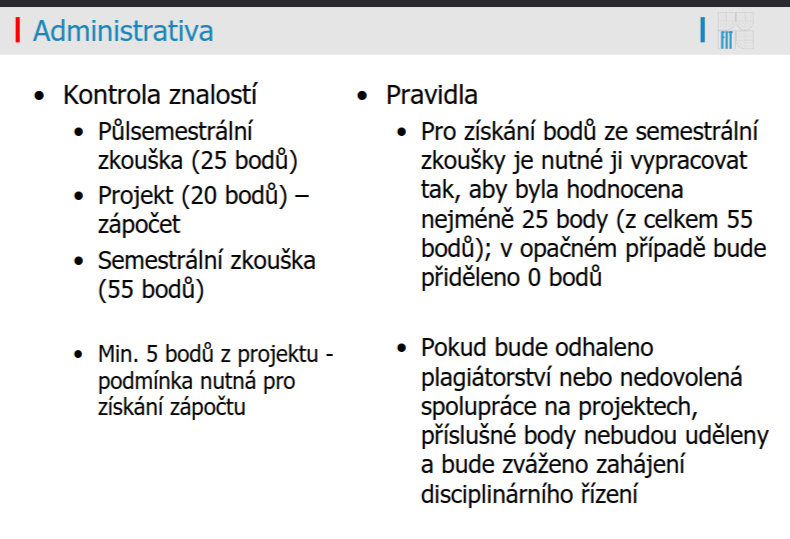 Administrativa
FIT
• Kontrola znalostí
• Půlsemestrální
zkouška (25 bodů)
• Projekt (20 bodů) –
zápočet
• Semestrální zkouška
(55 bodů)
• Min. 5 bodů z projektu -
podmínka nutná pro
získání zápočtu
• Pravidla
• Pro získání bodů ze semestrální
zkoušky je nutné ji vypracovat
tak, aby byla hodnocena
nejméně 25 body (z celkem 55
bodů); v opačném případě bude
přiděleno 0 bodů
• Pokud bude odhaleno
plagiátorství nebo nedovolená
spolupráce na projektech,
příslušné body nebudou uděleny
a bude zváženo zahájení
disciplinárního řízení